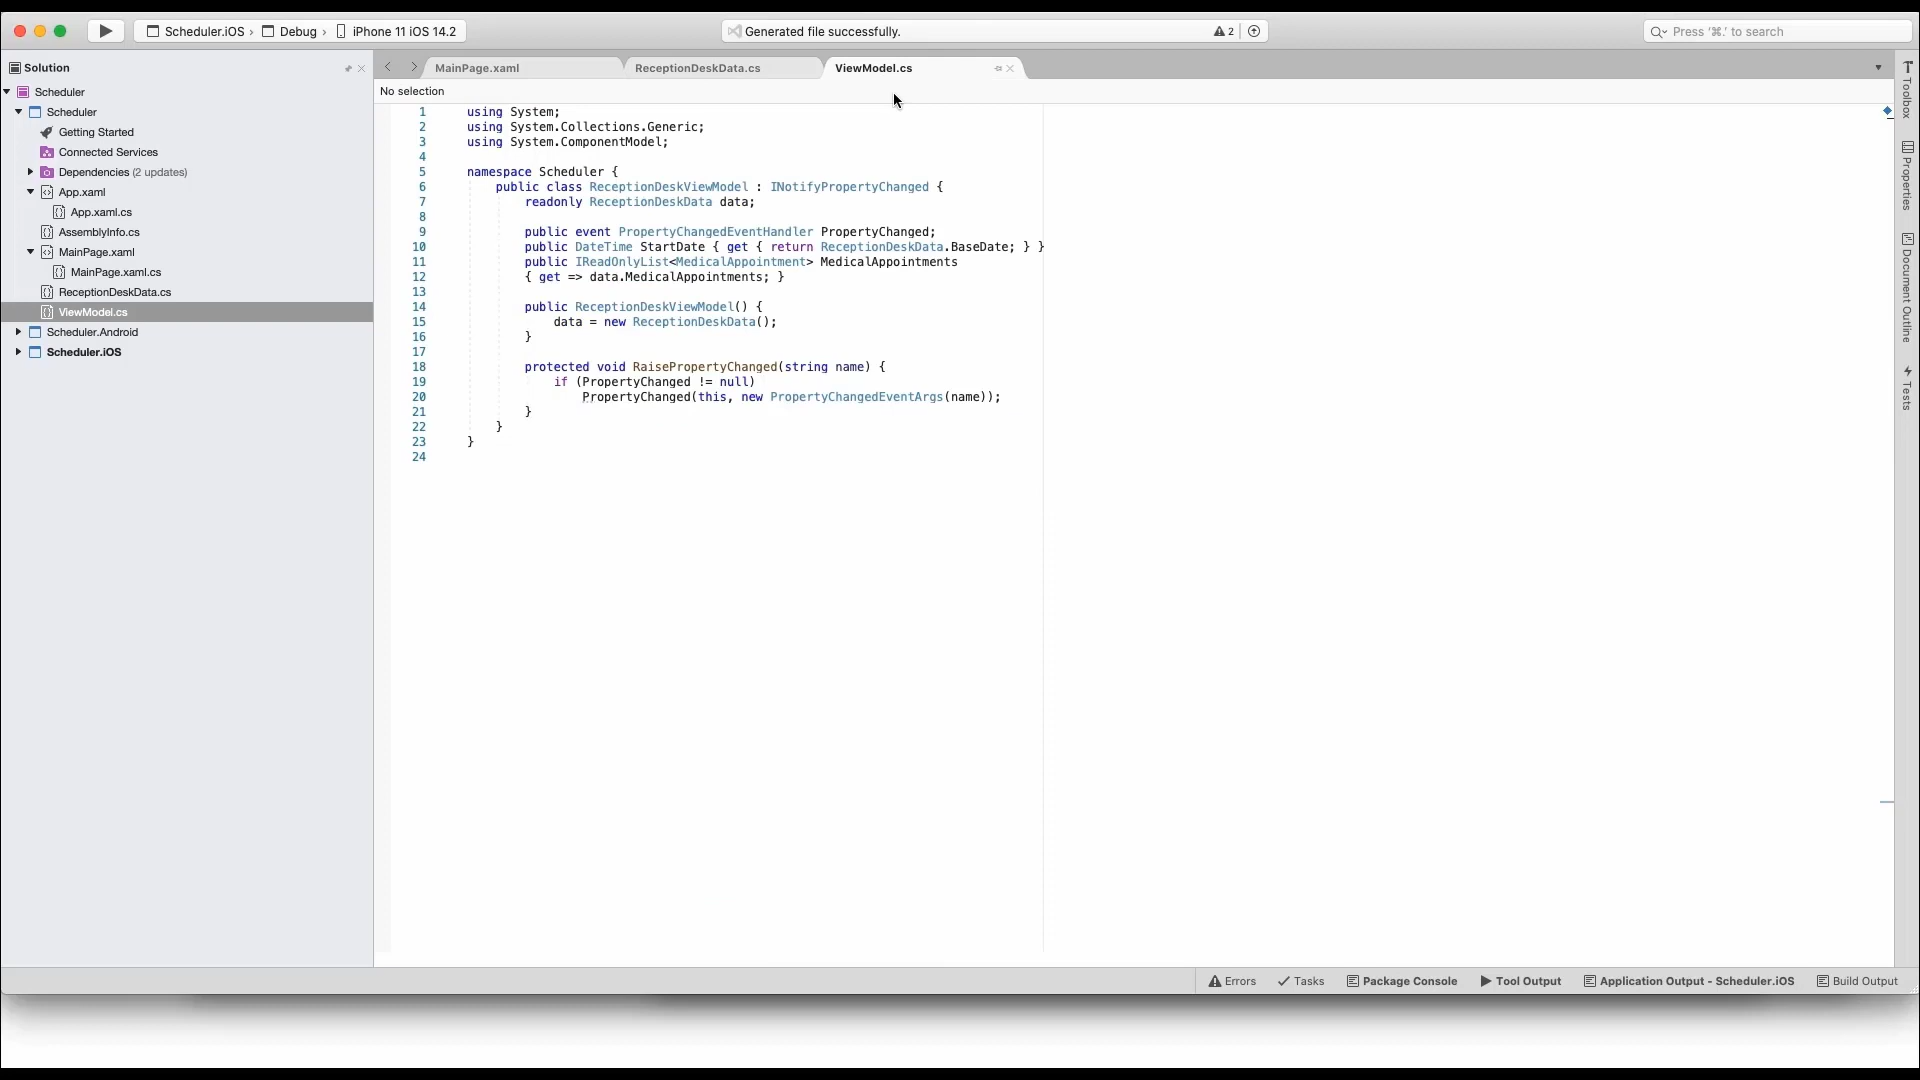 Scheduler.iOS › Debug › iPhone 11 iOS 14.2
Generated file successfully.
2
Press '⌘.' to search
Solution
Scheduler
Scheduler
Getting Started
Connected Services
Dependencies (2 updates)
App.xaml
App.xaml.cs
AssemblyInfo.cs
MainPage.xaml
MainPage.xaml.cs
ReceptionDeskData.cs
ViewModel.cs
Scheduler.Android
Scheduler.iOS
MainPage.xaml
ReceptionDeskData.cs
ViewModel.cs
No selection
1 using System;
2 using System.Collections.Generic;
3 using System.ComponentModel;
4
5 namespace Scheduler {
6 public class ReceptionDeskViewModel : INotifyPropertyChanged {
7 readonly ReceptionDeskData data;
8
9 public event PropertyChangedEventHandler PropertyChanged;
10 public DateTime StartDate { get { return ReceptionDeskData.BaseDate; } }
11 public IReadOnlyList<MedicalAppointment> MedicalAppointments
12 { get => data.MedicalAppointments; }
13
14 public ReceptionDeskViewModel() {
15 data = new ReceptionDeskData();
16 }
17
18 protected void RaisePropertyChanged(string name) {
19 if (PropertyChanged != null)
20 PropertyChanged(this, new PropertyChangedEventArgs(name));
21 }
22 }
23 }
24
Toolbox
Properties
Document Outline
Tests
Errors
Tasks
Package Console
Tool Output
Application Output - Scheduler.iOS
Build Output